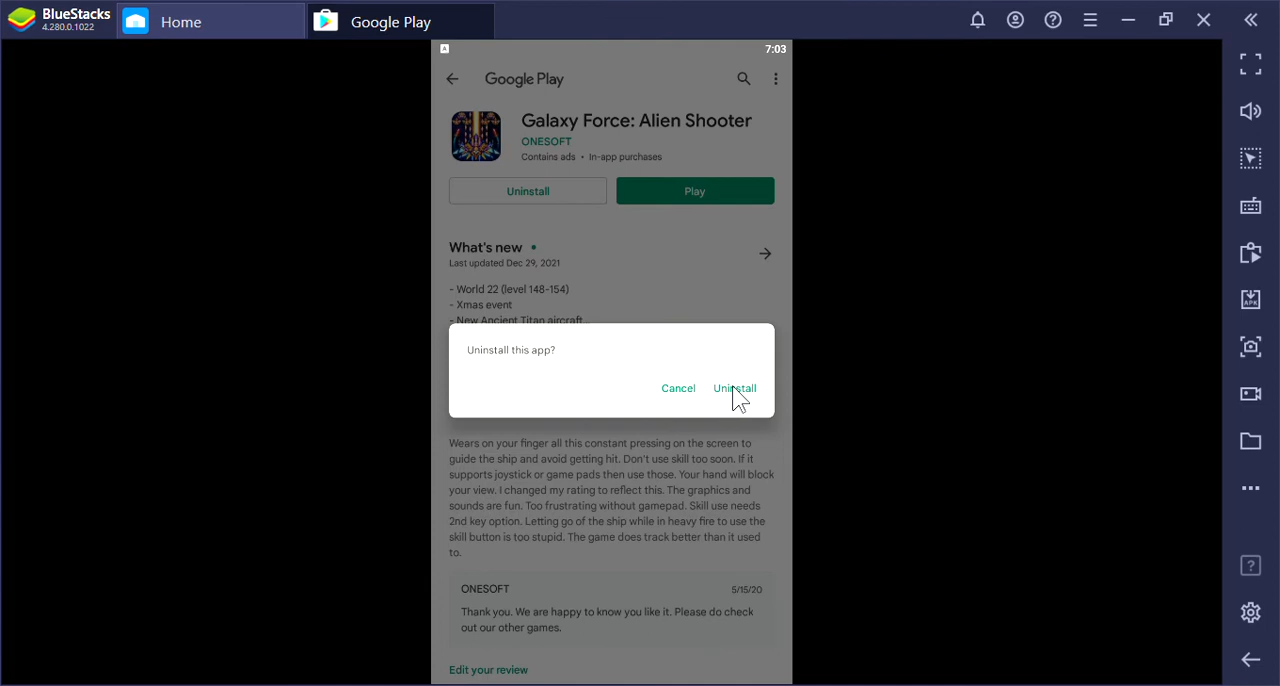 BlueStacks
4.280.0.1022
Home
Google Play
A
7:03
Google Play
Galaxy Force: Alien Shooter
ONESOFT
Contains ads • In-app purchases
Uninstall
Play
What's new •
Last updated Dec 29, 2021
- World 22 (level 148-154)
- Xmas event
- New Ancient Titan aircraft...
Uninstall this app?
Cancel
Uninstall
Wears on your finger all this constant pressing on the screen to
guide the ship and avoid getting hit. Don't use skill too soon. If it
supports joystick or game pads then use those. Your hand will block
your view. I changed my rating to reflect this. The graphics and
sounds are fun. Too frustrating without gamepad. Skill use needs
2nd key option. Letting go of the ship while in heavy fire to use the
skill button is too stupid. The game does track better than it used
to.
ONESOFT
5/15/20
Thank you. We are happy to know you like it. Please do check
out our other games.
Edit your review
APK